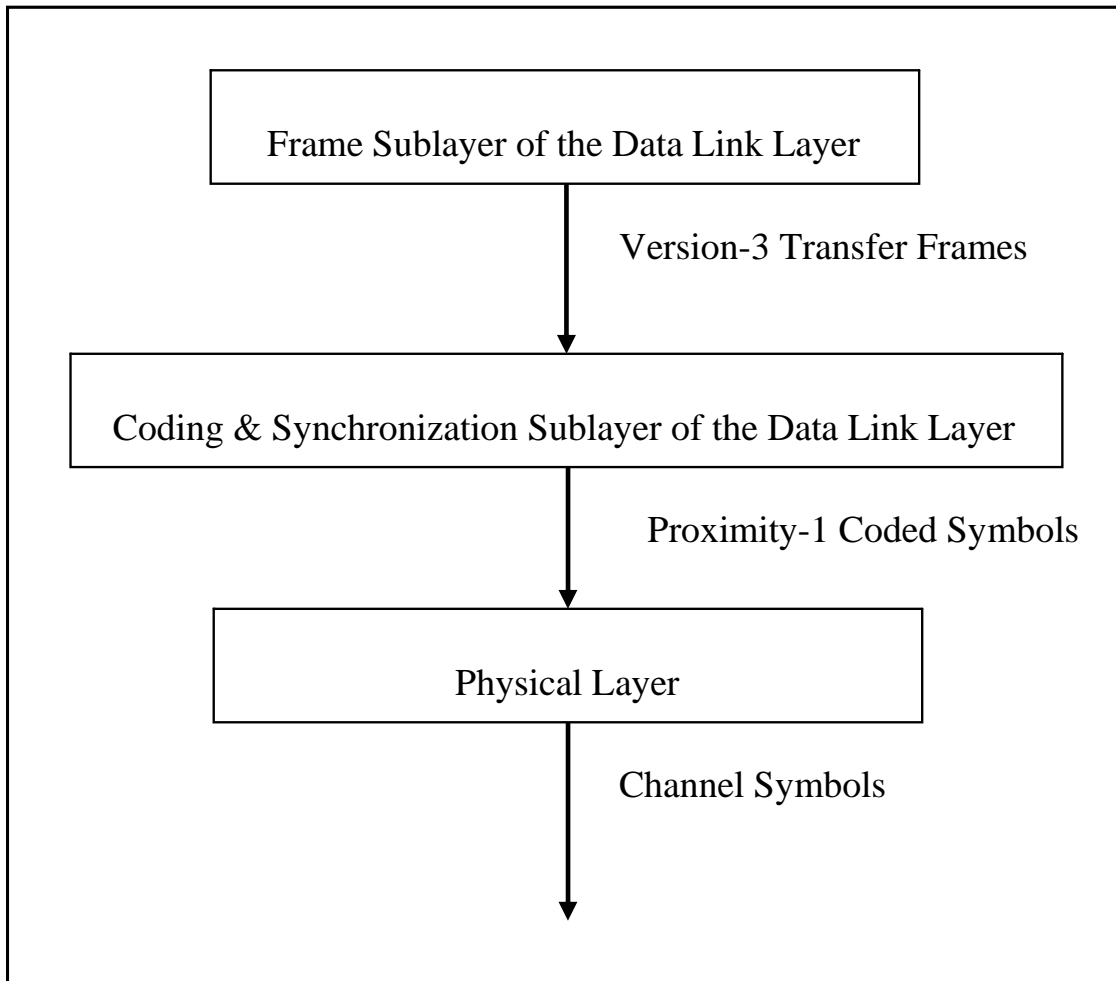 Frame Sublayer of the Data Link Layer
Version-3 Transfer Frames
Coding & Synchronization Sublayer of the Data Link Layer
Proximity-1 Coded Symbols
Physical Layer
Channel Symbols